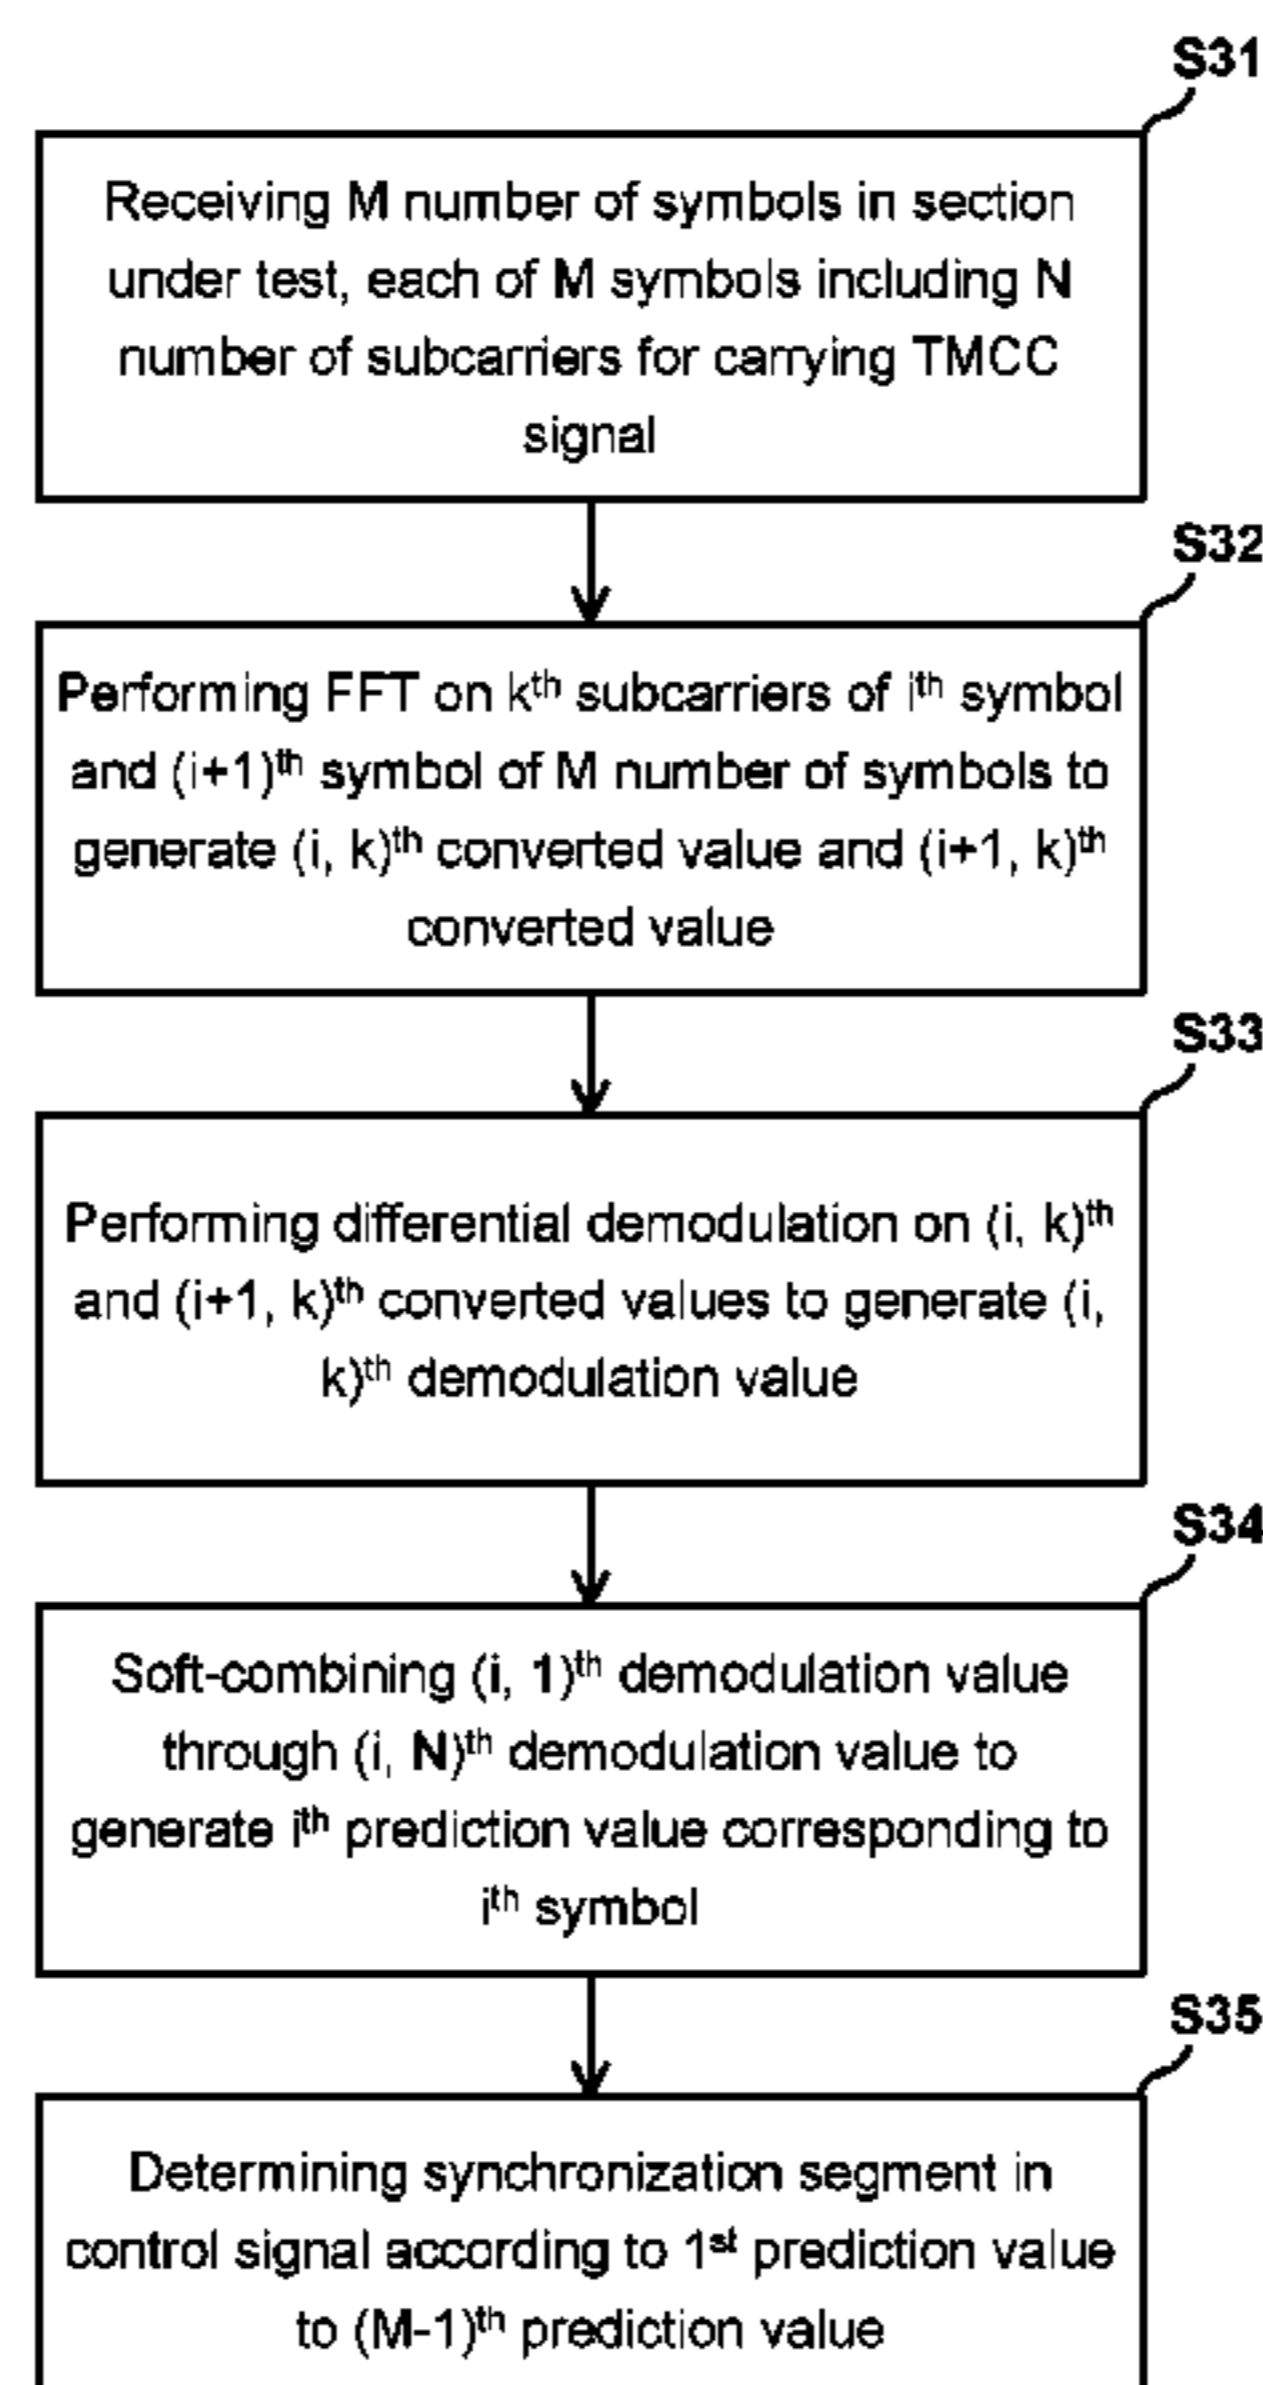 S31
Receiving M number of symbols in section
under test, each of M symbols including N
number of subcarriers for carrying TMCC
signal
S32
Performing FFT on kth subcarriers of ith symbol
and (i+1)th symbol of M number of symbols to
generate (i, k)th converted value and (i+1, k)th
converted value
S33
Performing differential demodulation on (i, k)th
and (i+1, k)th converted values to generate (i,
k)th demodulation value
S34
Soft-combining (i, 1)th demodulation value
through (i, N)th demodulation value to
generate ith prediction value corresponding to
ith symbol
S35
Determining synchronization segment in
control signal according to 1st prediction value
to (M-1)th prediction value